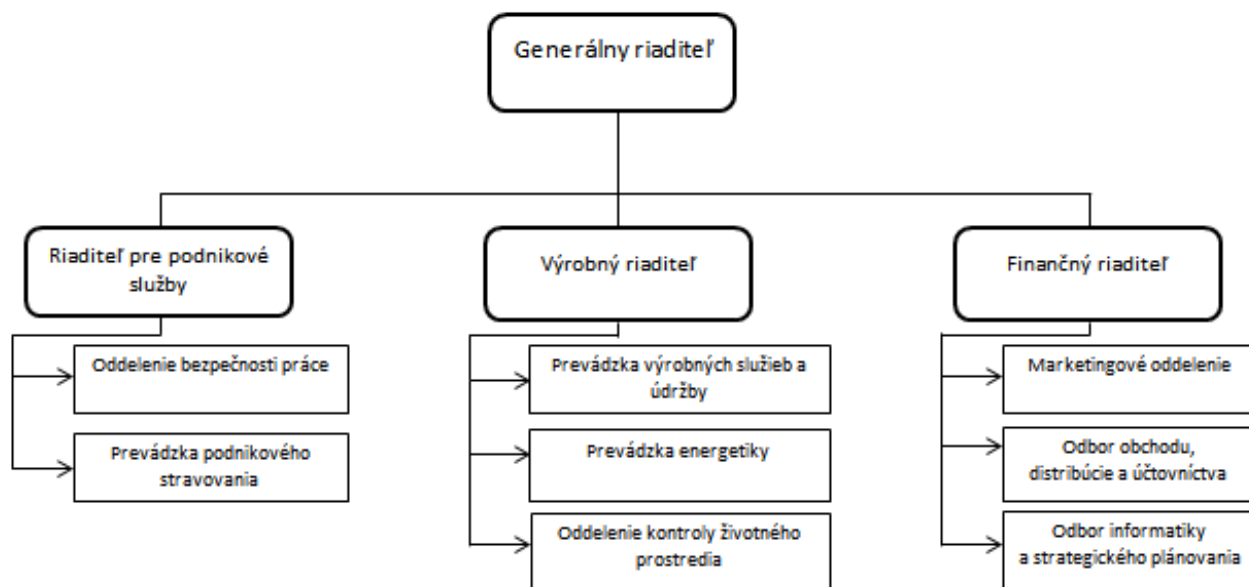 Generálny riaditeľ
Riaditeľ pre podnikové
služby
Výrobný riaditeľ
Finančný riaditeľ
Oddelenie bezpečnosti práce
Prevádzka podnikového
stravovania
Prevádzka výrobných služieb a
údržby
Prevádzka energetiky
Oddelenie kontroly životného
prostredia
Marketingové oddelenie
Odbor obchodu,
distribúcie a účtovníctva
Odbor informatiky
a strategického plánovania